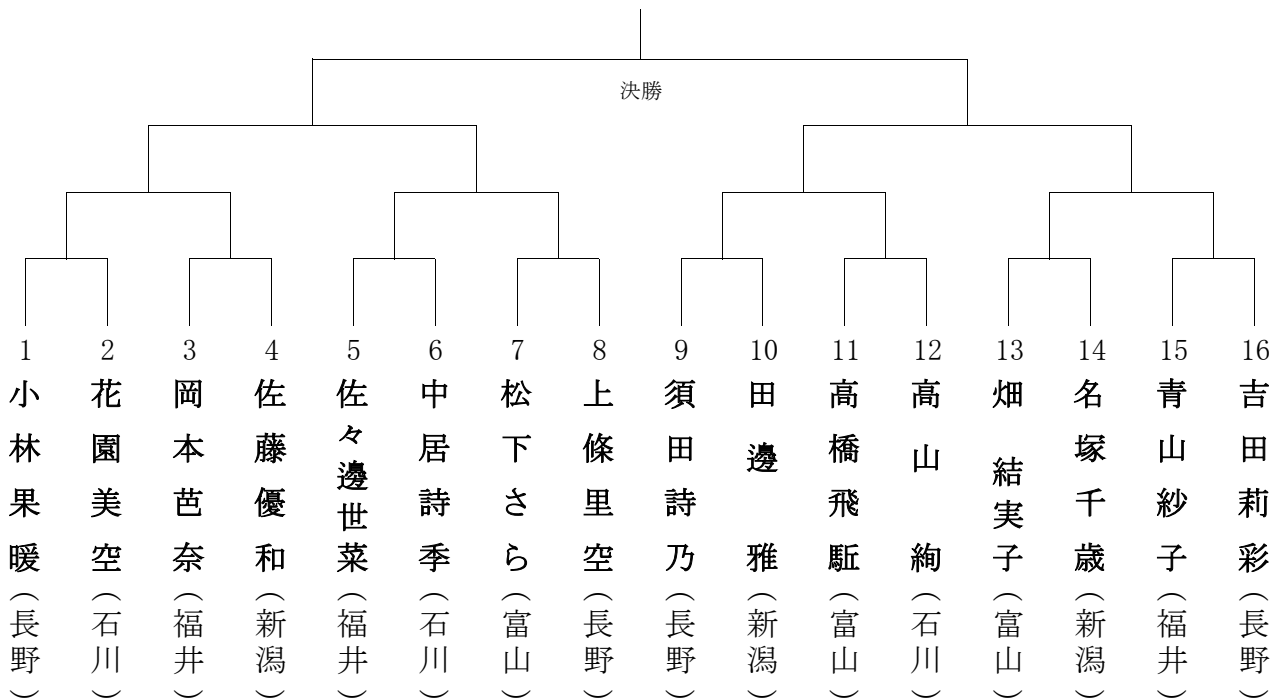 決勝
1
小林果暖(長野)
2
花園美空(石川)
3
岡本芭奈(福井)
4
佐藤優和(新潟)
5
佐々邊世菜(福井)
6
中居詩季(石川)
7
松下さら(富山)
8
上條里空(長野)
9
須田詩乃(長野)
10
田邊雅(新潟)
11
高橋飛駈(富山)
12
高山絢(石川)
13
畑結実子(富山)
14
名塚千歳(新潟)
15
青山紗子(福井)
16
吉田莉彩(長野)